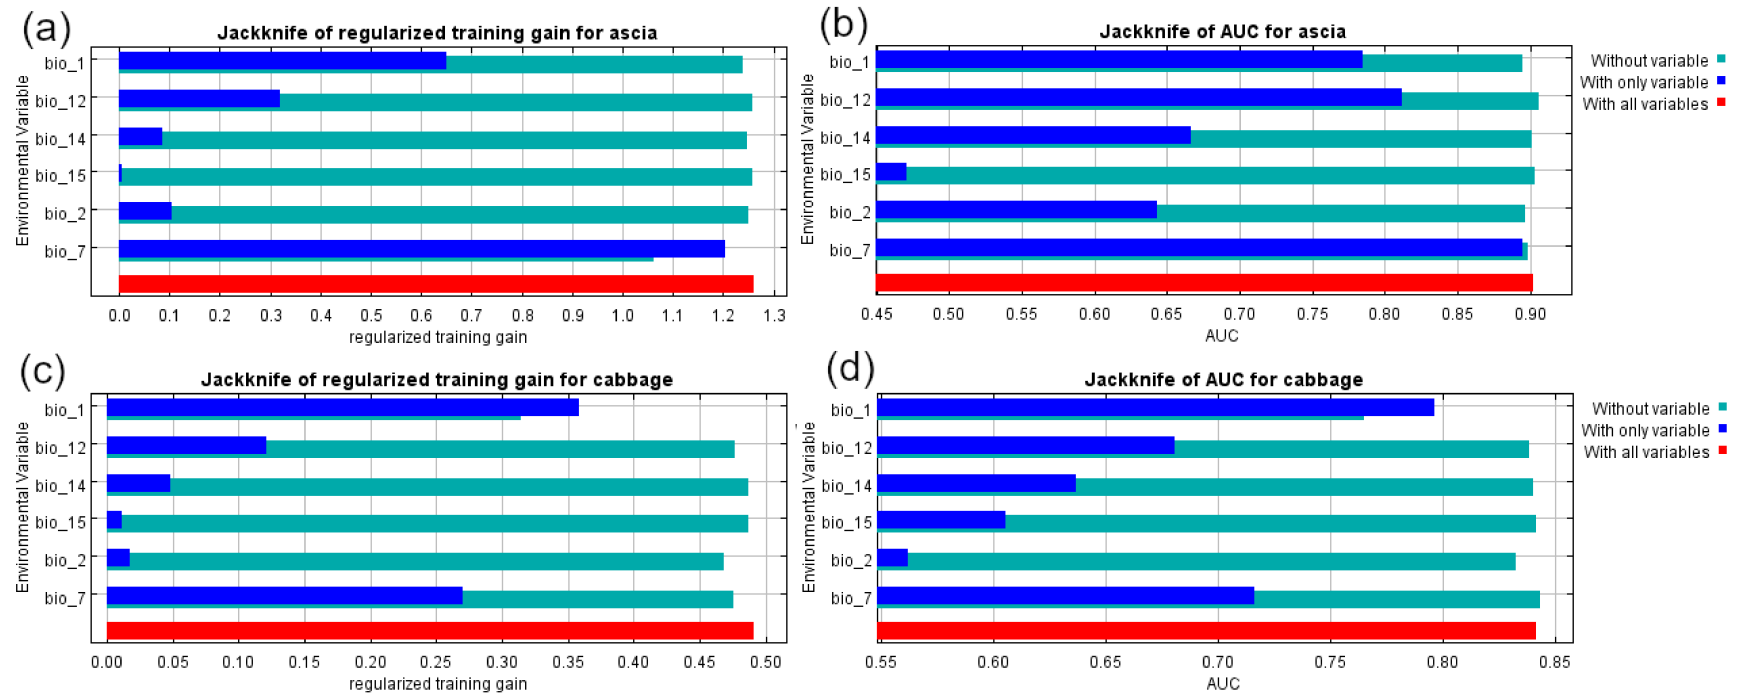 (a)
Jackknife of regularized training gain for ascia
Environmental Variable
bio_1
bio_12
bio_14
bio_15
bio_2
bio_7
0.0 0.1 0.2 0.3 0.4 0.5 0.6 0.7 0.8 0.9 1.0 1.1 1.2 1.3
regularized training gain
(b)
Jackknife of AUC for ascia
Environmental Variable
bio_1
bio_12
bio_14
bio_15
bio_2
bio_7
0.45 0.50 0.55 0.60 0.65 0.70 0.75 0.80 0.85 0.90
AUC
Without variable
With only variable
With all variables
(c)
Jackknife of regularized training gain for cabbage
Environmental Variable
bio_1
bio_12
bio_14
bio_15
bio_2
bio_7
0.00 0.05 0.10 0.15 0.20 0.25 0.30 0.35 0.40 0.45 0.50
regularized training gain
(d)
Jackknife of AUC for cabbage
Environmental Variable
bio_1
bio_12
bio_14
bio_15
bio_2
bio_7
0.55 0.60 0.65 0.70 0.75 0.80 0.85
AUC
Without variable
With only variable
With all variables